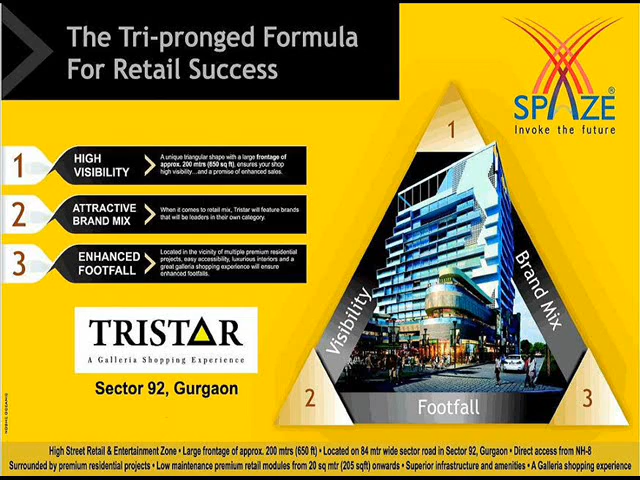 The Tri-pronged Formula
For Retail Success
SPAZE®
Invoke the future
1
HIGH
VISIBILITY
A unique triangular shape with a large frontage of
approx. 200 mtrs (650 sq ft), ensures your shop
high visibility...and a promise of enhanced sales.
2
ATTRACTIVE
BRAND MIX
When it comes to retail mix, Tristar will feature brands
that will be leaders in their own category.
3
ENHANCED
FOOTFALL
Located in the vicinity of multiple premium residential
projects, easy accessibility, luxurious interiors and a
great galleria shopping experience will ensure
enhanced footfalls.
1
Visibility
Brand Mix
2
Footfall
3
TRISTAR
A Galleria Shopping Experience
Sector 92, Gurgaon
High Street Retail & Entertainment Zone • Large frontage of approx. 200 mtrs (650 ft) • Located on 84 mtr wide sector road in Sector 92, Gurgaon • Direct access from NH-8
Surrounded by premium residential projects • Low maintenance premium retail modules from 20 sq mtr (205 sqft) onwards • Superior infrastructure and amenities • A Galleria shopping experience